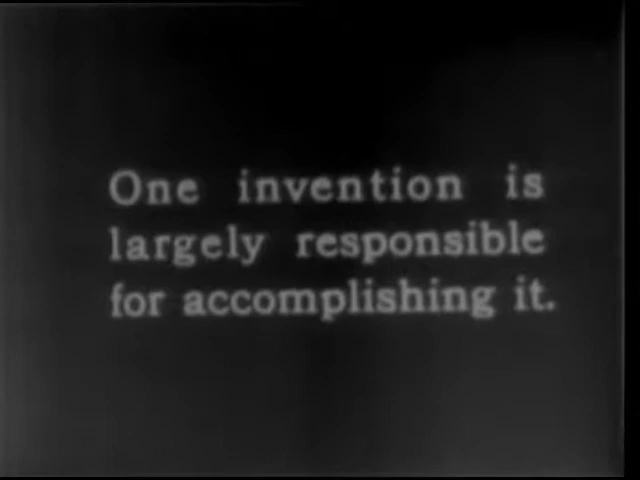 One invention is
largely responsible
for accomplishing it.